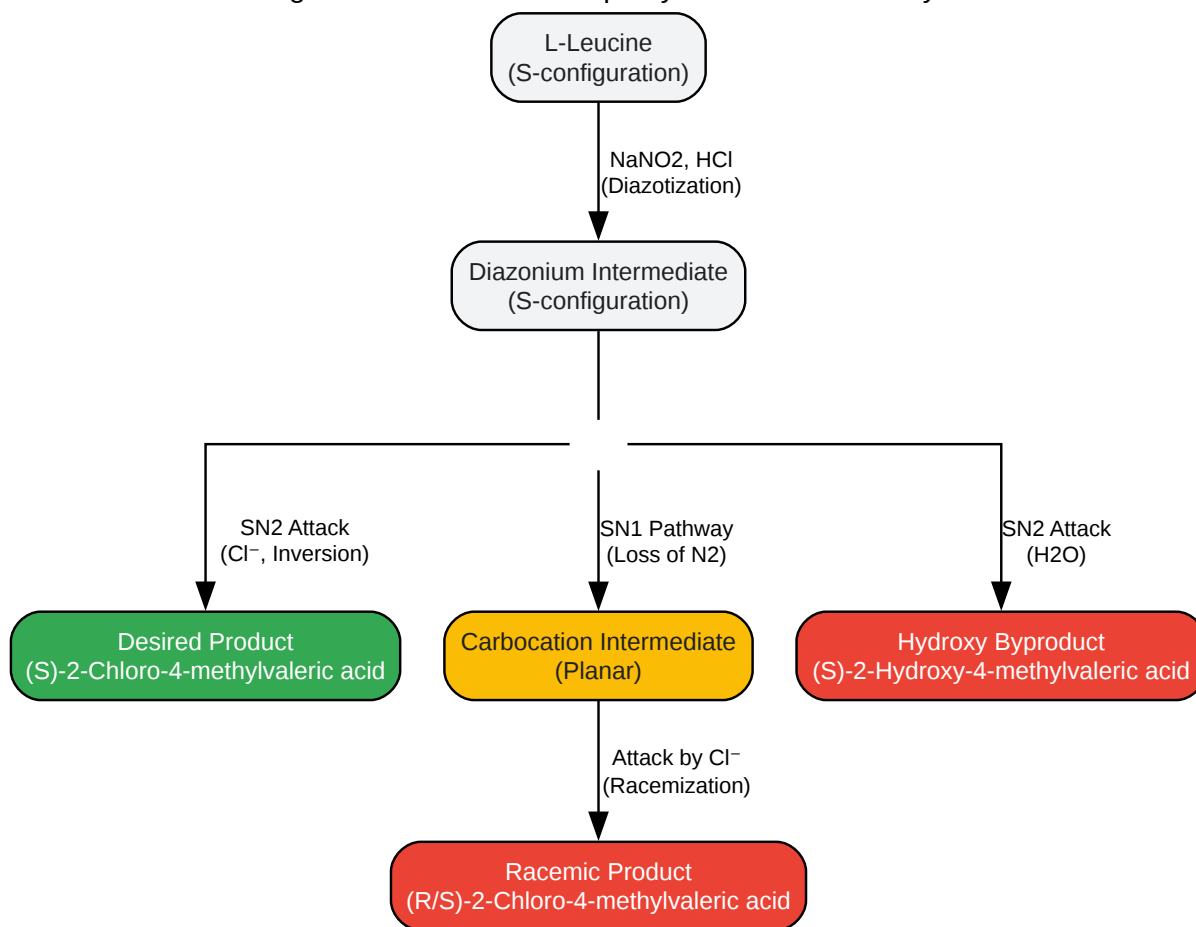 L-Leucine
(S-configuration)
NaNO2, HCl
(Diazotization)
Diazonium Intermediate
(S-configuration)
SN2 Attack
(Cl⁻, Inversion)
SN1 Pathway
(Loss of N2)
SN2 Attack
(H2O)
Desired Product
(S)-2-Chloro-4-methylvaleric acid
Carbocation Intermediate
(Planar)
Hydroxy Byproduct
(S)-2-Hydroxy-4-methylvaleric acid
Attack by Cl⁻
(Racemization)
Racemic Product
(R/S)-2-Chloro-4-methylvaleric acid